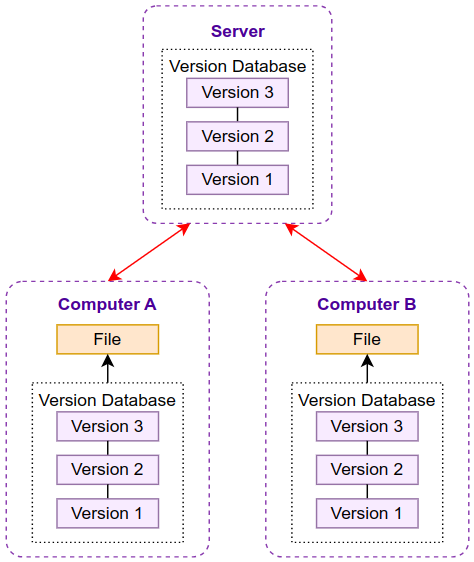 Server
Version Database
Version 3
Version 2
Version 1
Computer A
File
Version Database
Version 3
Version 2
Version 1
Computer B
File
Version Database
Version 3
Version 2
Version 1